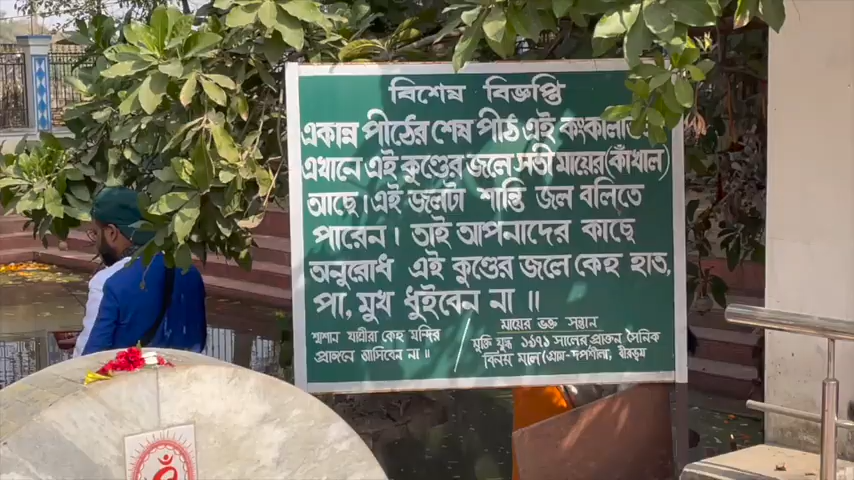 বিশেষ বিজ্ঞপ্তি
একান্ন পীঠের শেষ পীঠ এই কংকালী
এখানে এই কুণ্ডের জলে সতী মায়ের (কাঁখাল)
আছে। এই জলটা শান্তি জল বলিতে
পারেন। তাই আপনাদের কাছে
অনুরোধ এই কুণ্ডের জলে কেহ হাত,
পা, মুখ ধুইবেন না॥
শ্মশান যাত্রীরা কেহ মন্দির
প্রাঙ্গনে আসিবেন না॥
মায়ের ভক্ত সন্তান
মুক্তি যুদ্ধ ১৯৭১ সালের প্রাক্তন সৈনিক
বীরভূম